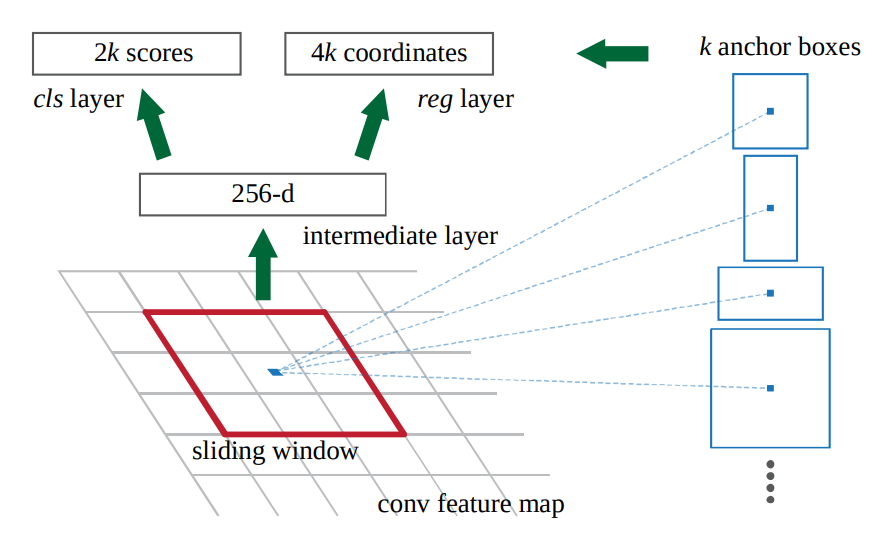 2k scores
4k coordinates
k anchor boxes
cls layer
reg layer
256-d
intermediate layer
sliding window
conv feature map